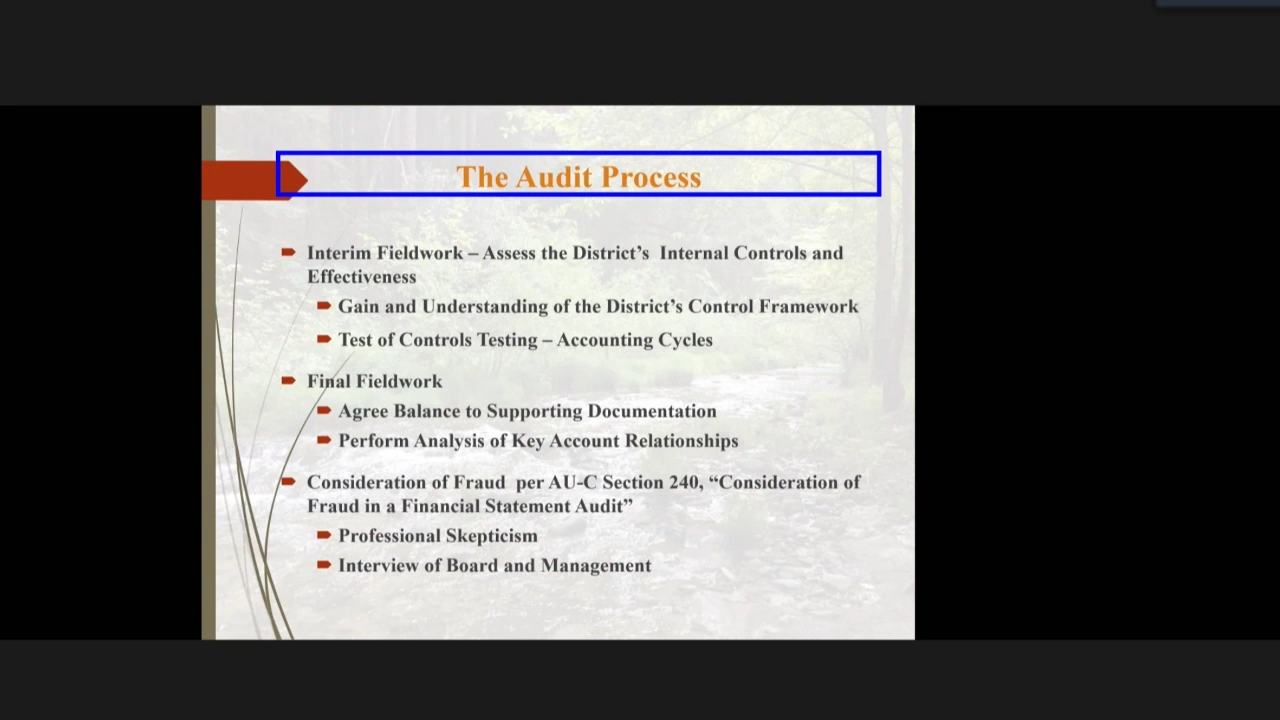 The Audit Process
Interim Fieldwork – Assess the District’s  Internal Controls and
Effectiveness
Gain and Understanding of the District’s Control Framework
Test of Controls Testing – Accounting Cycles
Final Fieldwork
Agree Balance to Supporting Documentation
Perform Analysis of Key Account Relationships
Consideration of Fraud  per AU-C Section 240, “Consideration of
Fraud in a Financial Statement Audit”
Professional Skepticism
Interview of Board and Management